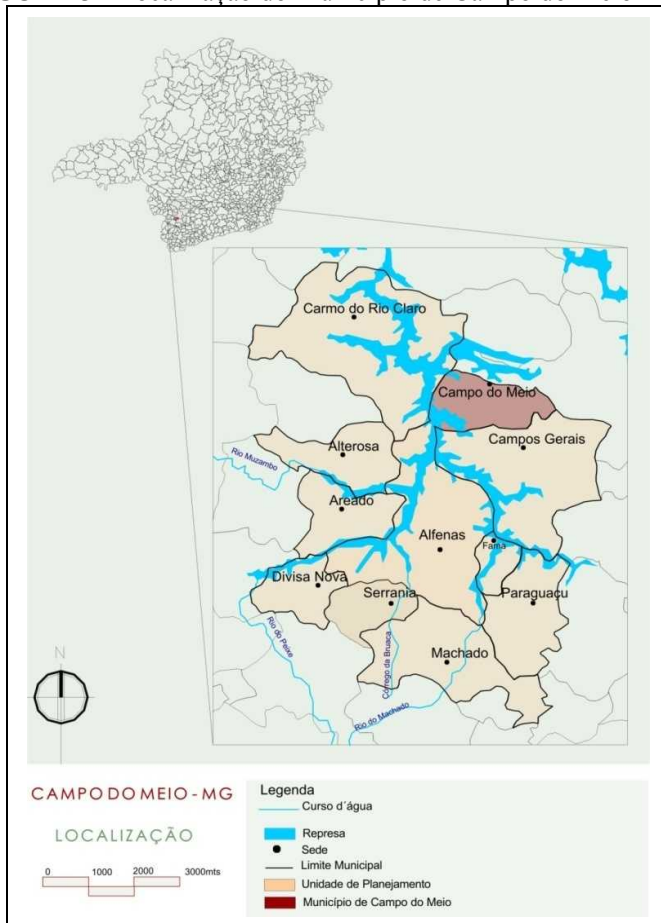 Carmo do Rio Claro
Campo do Meio
Campos Gerais
Alterosa
Rio Muzambo
Areado
Alfenas
Fama
Divisa Nova
Serrania
Paraguaçu
Rio do Peixe
Córrego da Bruaca
Machado
Rio do Machado
N
CAMPO DO MEIO - MG
LOCALIZAÇÃO
0 1000 2000 3000mts
Legenda
Curso d´água
Represa
Sede
Limite Municipal
Unidade de Planejamento
Município de Campo do Meio